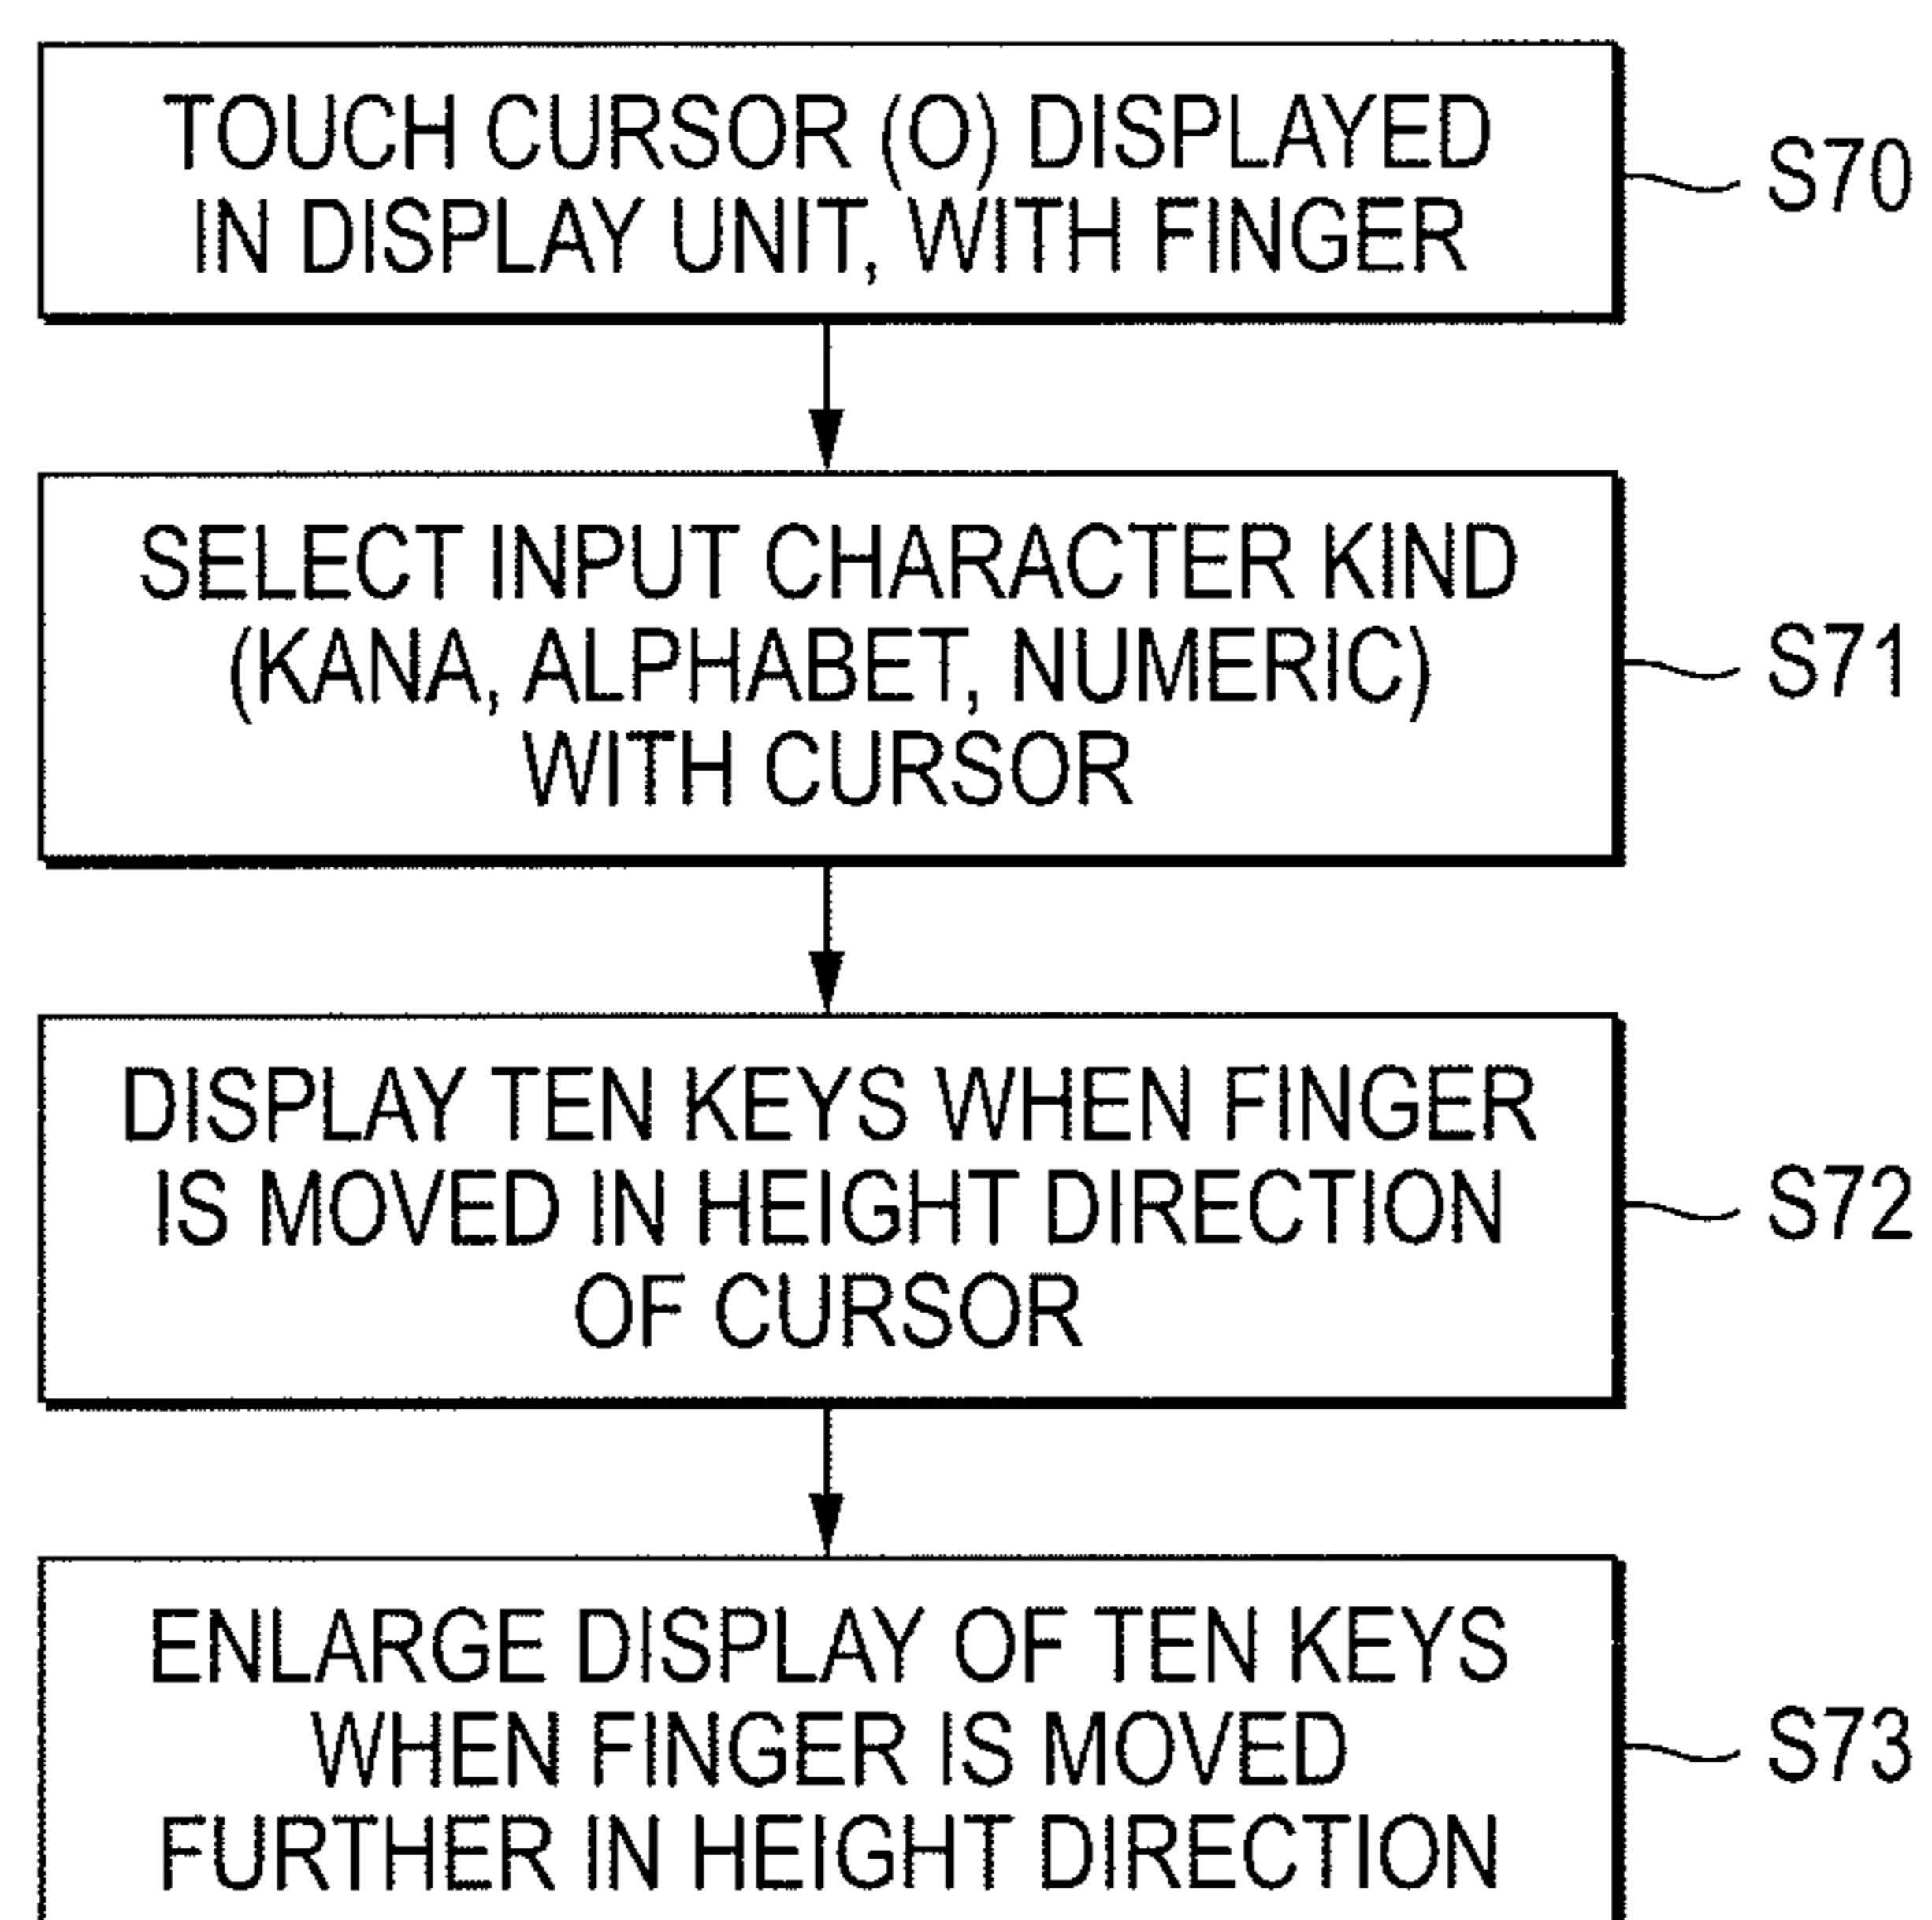 TOUCH CURSOR (O) DISPLAYED
IN DISPLAY UNIT, WITH FINGER
S70
SELECT INPUT CHARACTER KIND
(KANA, ALPHABET, NUMERIC)
WITH CURSOR
S71
DISPLAY TEN KEYS WHEN FINGER
IS MOVED IN HEIGHT DIRECTION
OF CURSOR
S72
ENLARGE DISPLAY OF TEN KEYS
WHEN FINGER IS MOVED
FURTHER IN HEIGHT DIRECTION
S73